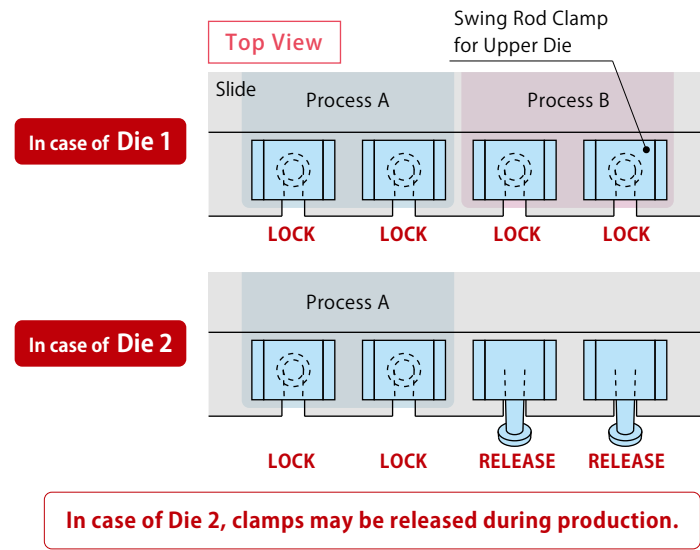 Swing Rod Clamp
for Upper Die
Top View
Slide
Process A
Process B
In case of Die 1
LOCK LOCK LOCK LOCK
Process A
In case of Die 2
LOCK LOCK RELEASE RELEASE
In case of Die 2, clamps may be released during production.